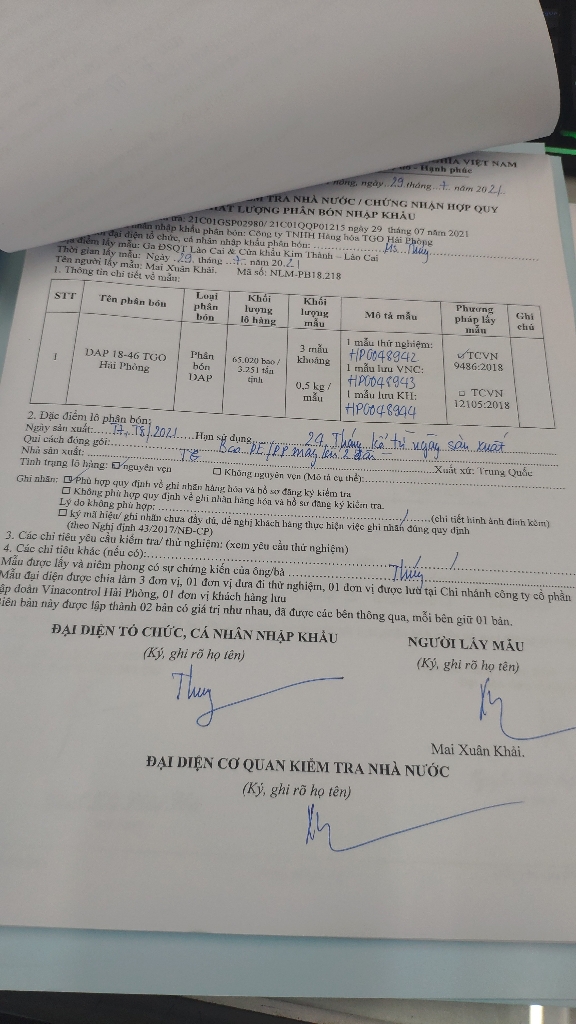 HĨA VIỆT NAM
– Hạnh phúc
nông, ngày 29 tháng 7 năm 2021
TRA NHÀ NƯỚC / CHỨNG NHẬN HỢP QUY
LƯỢNG PHÂN BÓN NHẬP KHẨU
tra: 21C01GSP02980/ 21C01QQP01215 ngày 29 tháng 07 năm 2021
nhân nhập khẩu phân bón: Công ty TNHH Hàng hóa TGO Hải Phòng
đại diện tổ chức, cá nhân nhập khẩu phân bón: Ms. Thúy
điểm lấy mẫu: Ga ĐSQT Lào Cai & Cửa khẩu Kim Thành – Lào Cai
Thời gian lấy mẫu: Ngày 29 tháng 7 năm 2021
Tên người lấy mẫu: Mai Xuân Khải. Mã số: NLM-PB18.218
1. Thông tin chi tiết về mẫu:
STT Tên phân bón Loại phân bón Khối lượng lô hàng Khối lượng mẫu Mô tả mẫu Phương pháp lấy mẫu Ghi chú
1 DAP 18-46 TGO Hải Phòng Phân bón DAP 65.020 bao / 3.251 tấn tịnh 3 mẫu khoảng 0,5 kg / mẫu 1 mẫu thử nghiệm: HP0048942 1 mẫu lưu VNC: HP0048943 1 mẫu lưu KH: HP0048944 ✓TCVN 9486:2018 □ TCVN 12105:2018
2. Đặc điểm lô phân bón:
Ngày sản xuất: T7, T8/2021 Hạn sử dụng 24 Tháng kể từ ngày sản xuất
Qui cách đóng gói: Bao PE/PP may kín 2 đầu
Nhà sản xuất: Xuất xứ: Trung Quốc
Tình trạng lô hàng: ☑ nguyên vẹn □ Không nguyên vẹn (Mô tả cụ thể):
Ghi nhãn: ☑ Phù hợp quy định về ghi nhãn hàng hóa và hồ sơ đăng ký kiểm tra
□ Không phù hợp quy định về ghi nhãn hàng hóa và hồ sơ đăng ký kiểm tra.
Lý do không phù hợp: / (chi tiết hình ảnh đính kèm)
□ ký mã hiệu/ ghi nhãn chưa đầy đủ, đề nghị khách hàng thực hiện việc ghi nhãn đúng quy định
(theo Nghị định 43/2017/NĐ-CP)
3. Các chỉ tiêu yêu cầu kiểm tra/ thử nghiệm: (xem yêu cầu thử nghiệm)
4. Các chỉ tiêu khác (nếu có): /
Mẫu được lấy và niêm phong có sự chứng kiến của ông/bà Thúy
Mẫu đại diện được chia làm 3 đơn vị, 01 đơn vị đưa đi thử nghiệm, 01 đơn vị được lưu tại Chi nhánh công ty cổ phần
ập đoàn Vinacontrol Hải Phòng, 01 đơn vị khách hàng lưu
iên bản này được lập thành 02 bản có giá trị như nhau, đã được các bên thông qua, mỗi bên giữ 01 bản.
ĐẠI DIỆN TỔ CHỨC, CÁ NHÂN NHẬP KHẨU
NGƯỜI LẤY MẪU
(Ký, ghi rõ họ tên)
(Ký, ghi rõ họ tên)
Thuy
Mai Xuân Khải.
ĐẠI DIỆN CƠ QUAN KIỂM TRA NHÀ NƯỚC
(Ký, ghi rõ họ tên)